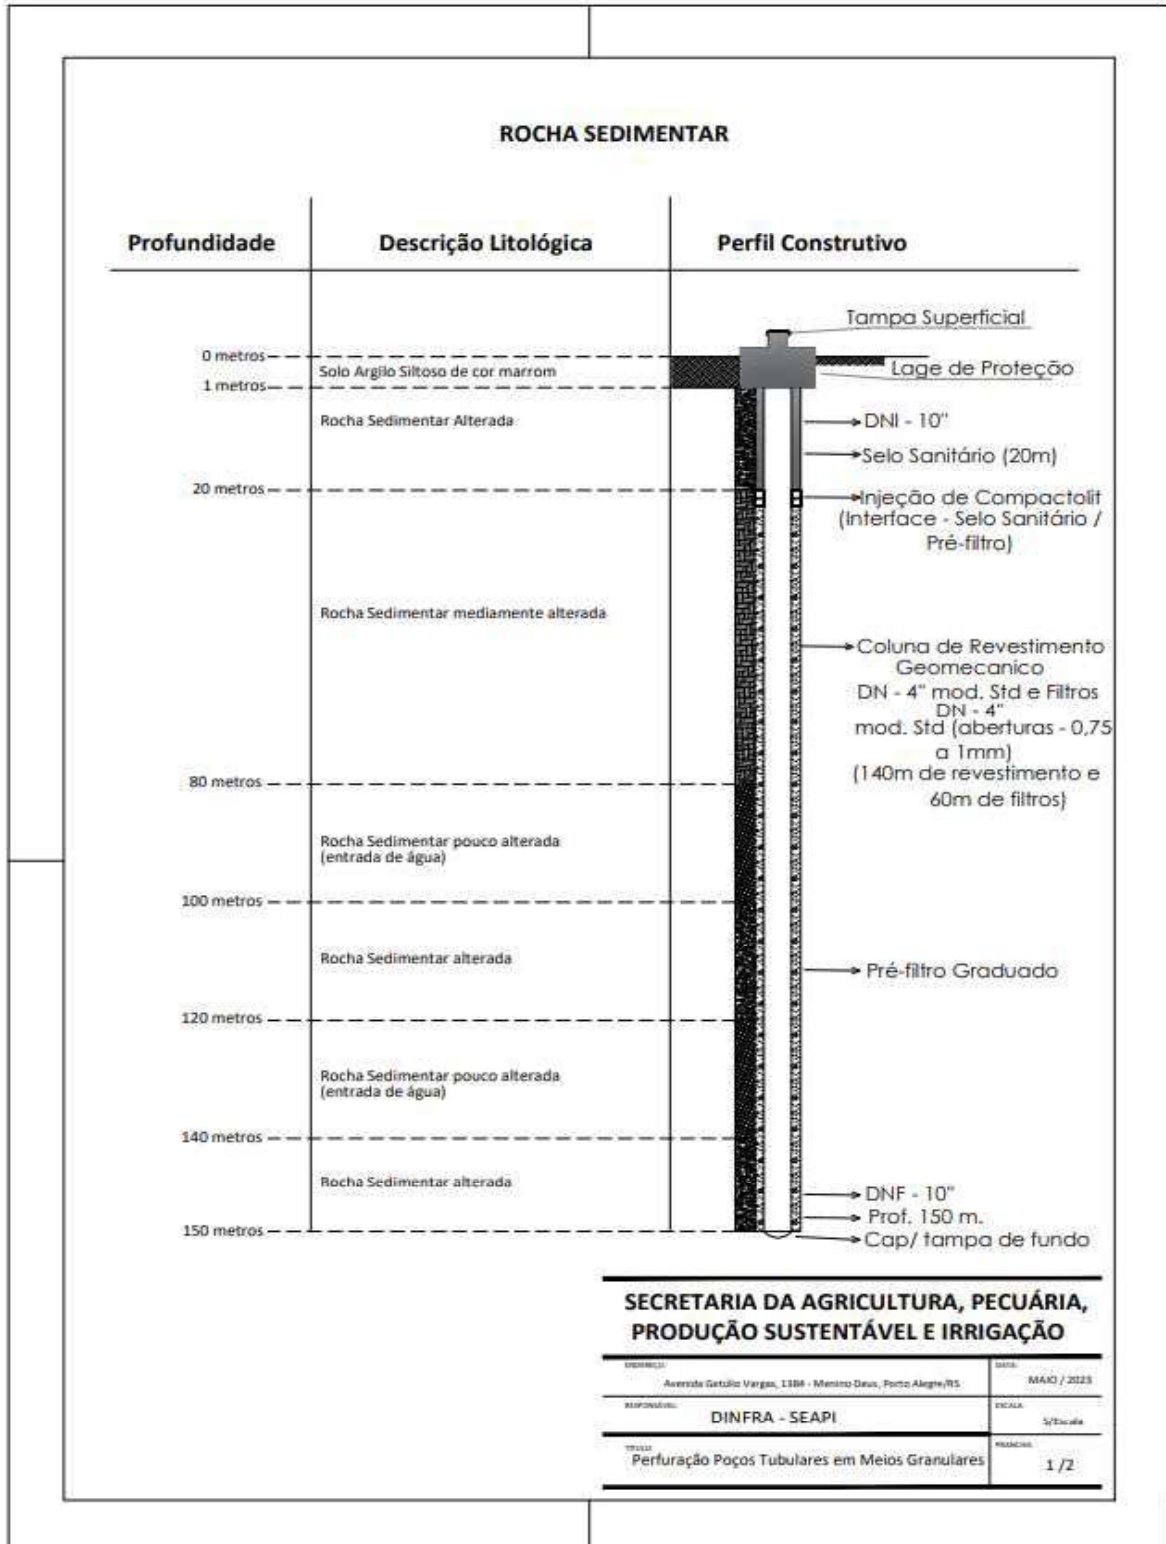 ROCHA SEDIMENTAR
Profundidade
Descrição Litológica
Perfil Construtivo
Tampa Superficial
0 metros
Solo Argilo Siltoso de cor marrom
Lage de Proteção
1 metros
Rocha Sedimentar Alterada
DNI - 10"
Selo Sanitário (20m)
20 metros
Injeção de Compactolit
(Interface - Selo Sanitário /
Pré-filtro)
Rocha Sedimentar mediamente alterada
Coluna de Revestimento
Geomecanico
DN - 4" mod. Std e Filtros
DN - 4"
mod. Std (aberturas - 0,75
a 1mm)
(140m de revestimento e
60m de filtros)
80 metros
Rocha Sedimentar pouco alterada
(entrada de água)
100 metros
Rocha Sedimentar alterada
Pré-filtro Graduado
120 metros
Rocha Sedimentar pouco alterada
(entrada de água)
140 metros
Rocha Sedimentar alterada
DNF - 10"
Prof. 150 m.
150 metros
Cap/ tampa de fundo
SECRETARIA DA AGRICULTURA, PECUÁRIA,
PRODUÇÃO SUSTENTÁVEL E IRRIGAÇÃO
ENDEREÇO:
Avenida Getúlio Vargas, 1384 - Menino Deus, Porto Alegre/RS
DATA:
MAIO / 2023
RESPONSÁVEL:
DINFRA - SEAPI
ESCALA:
S/Escala
TÍTULO:
Perfuração Poços Tubulares em Meios Granulares
PRANCHA:
1 /2